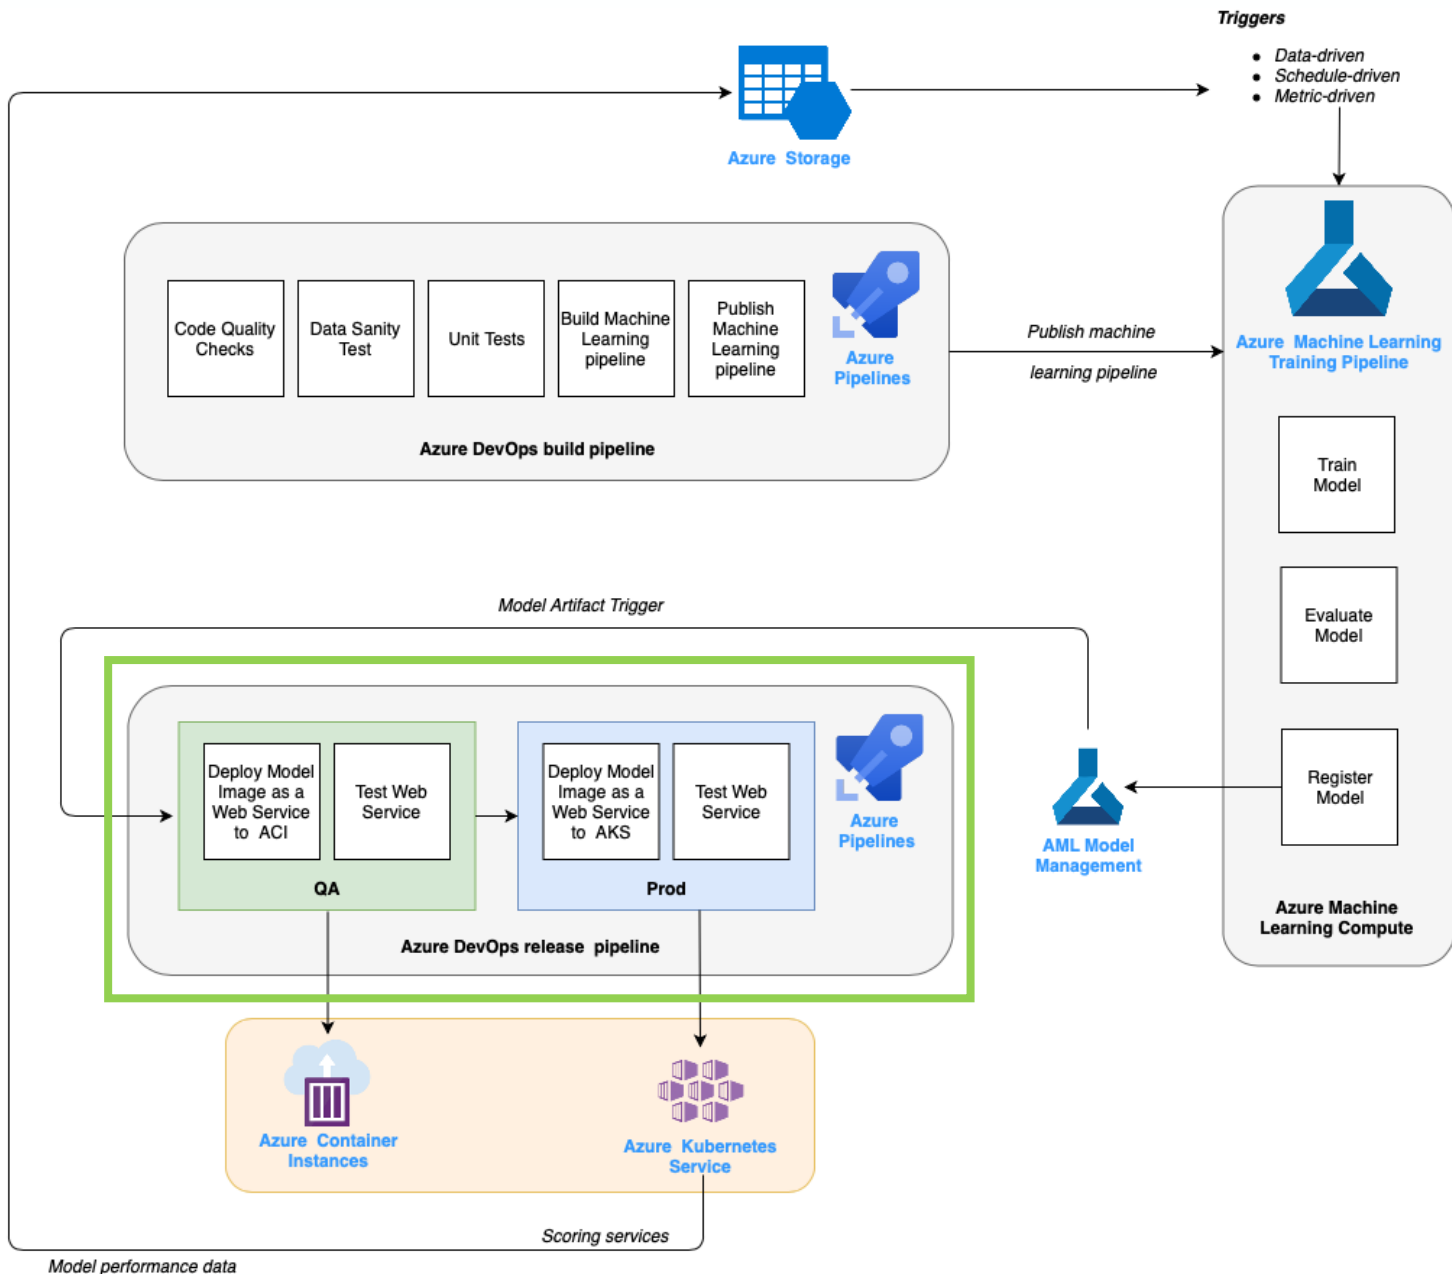 Triggers
Data-driven
Schedule-driven
Metric-driven
Azure Storage
Code Quality
Checks
Data Sanity
Test
Unit Tests
Build Machine
Learning
pipeline
Publish
Machine
Learning
pipeline
Azure
Pipelines
Azure DevOps build pipeline
Publish machine
learning pipeline
Azure Machine Learning
Training Pipeline
Train
Model
Evaluate
Model
Register
Model
Azure Machine
Learning Compute
AML Model
Management
Model Artifact Trigger
Deploy Model
Image as a
Web Service
to ACI
Test Web
Service
QA
Deploy Model
Image as a
Web Service
to AKS
Test Web
Service
Prod
Azure
Pipelines
Azure DevOps release pipeline
Azure Container
Instances
Azure Kubernetes
Service
Scoring services
Model performance data